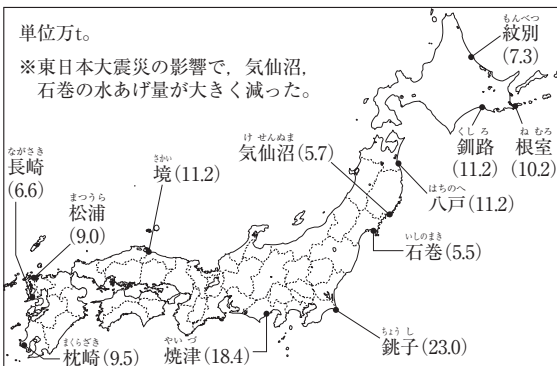 単位万t。
※東日本大震災の影響で，気仙沼，
石巻の水あげ量が大きく減った。
もんべつ
紋別
(7.3)
くしろ
釧路
(11.2)
ねむろ
根室
(10.2)
けせんぬま
気仙沼(5.7)
はちのへ
八戸(11.2)
いしのまき
石巻(5.5)
ちょうし
銚子(23.0)
やいづ
焼津(18.4)
さかい
境(11.2)
ながさき
長崎
(6.6)
まつうら
松浦
(9.0)
まくらざき
枕崎(9.5)